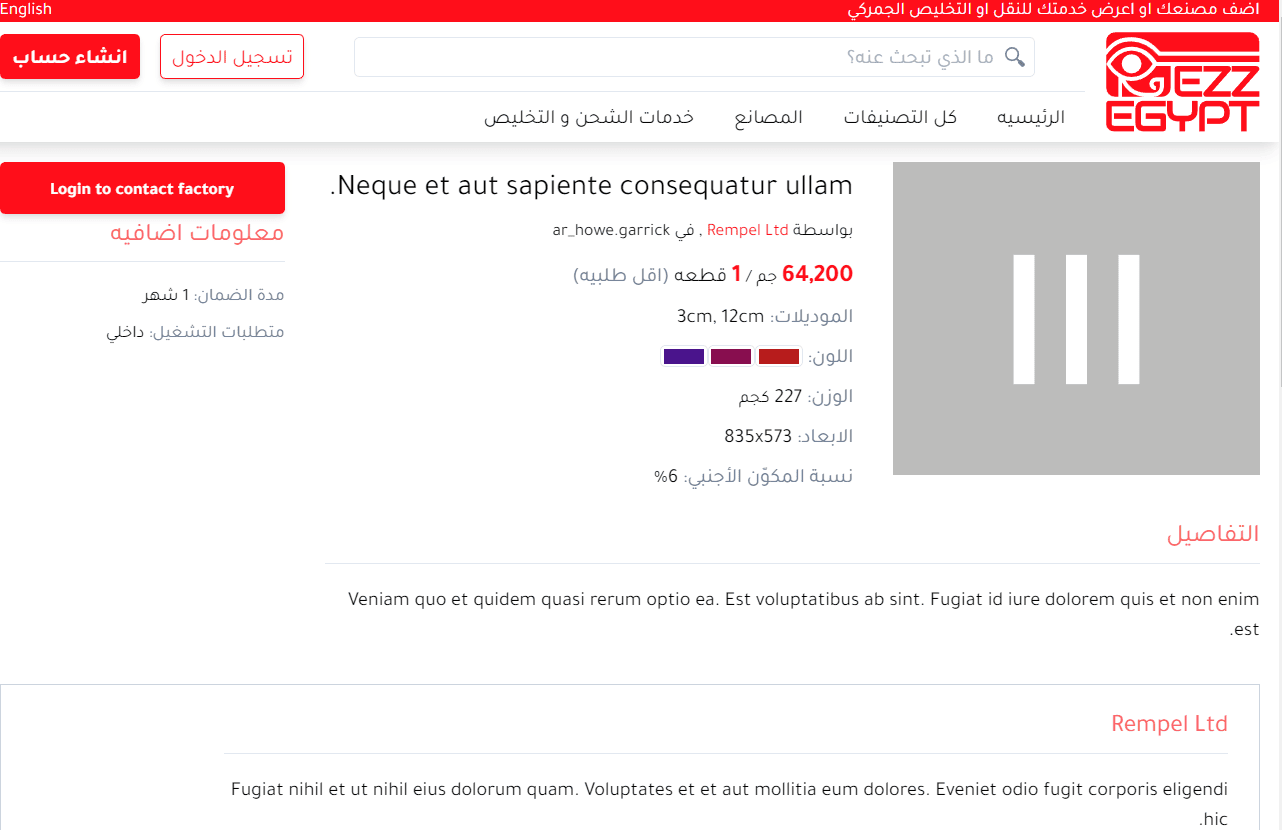 اضف مصنعك او اعرض خدمتك للنقل او التخليص الجمركي
English
REZZ
EGYPT
ما الذي تبحث عنه؟
تسجيل الدخول
انشاء حساب
الرئيسيه
كل التصنيفات
المصانع
خدمات الشحن و التخليص
Neque et aut sapiente consequatur ullam.
بواسطة Rempel Ltd , في ar_howe.garrick
64,200 جم / 1 قطعه (اقل طلبيه)
الموديلات: 3cm, 12cm
اللون:
الوزن: 227 كجم
الابعاد: 835x573
نسبة المكوّن الأجنبي: 6%
Login to contact factory
معلومات اضافيه
مدة الضمان: 1 شهر
متطلبات التشغيل: داخلي
التفاصيل
Veniam quo et quidem quasi rerum optio ea. Est voluptatibus ab sint. Fugiat id iure dolorem quis et non enim
est.
Rempel Ltd
Fugiat nihil et ut nihil eius dolorum quam. Voluptates et et aut mollitia eum dolores. Eveniet odio fugit corporis eligendi
hic.